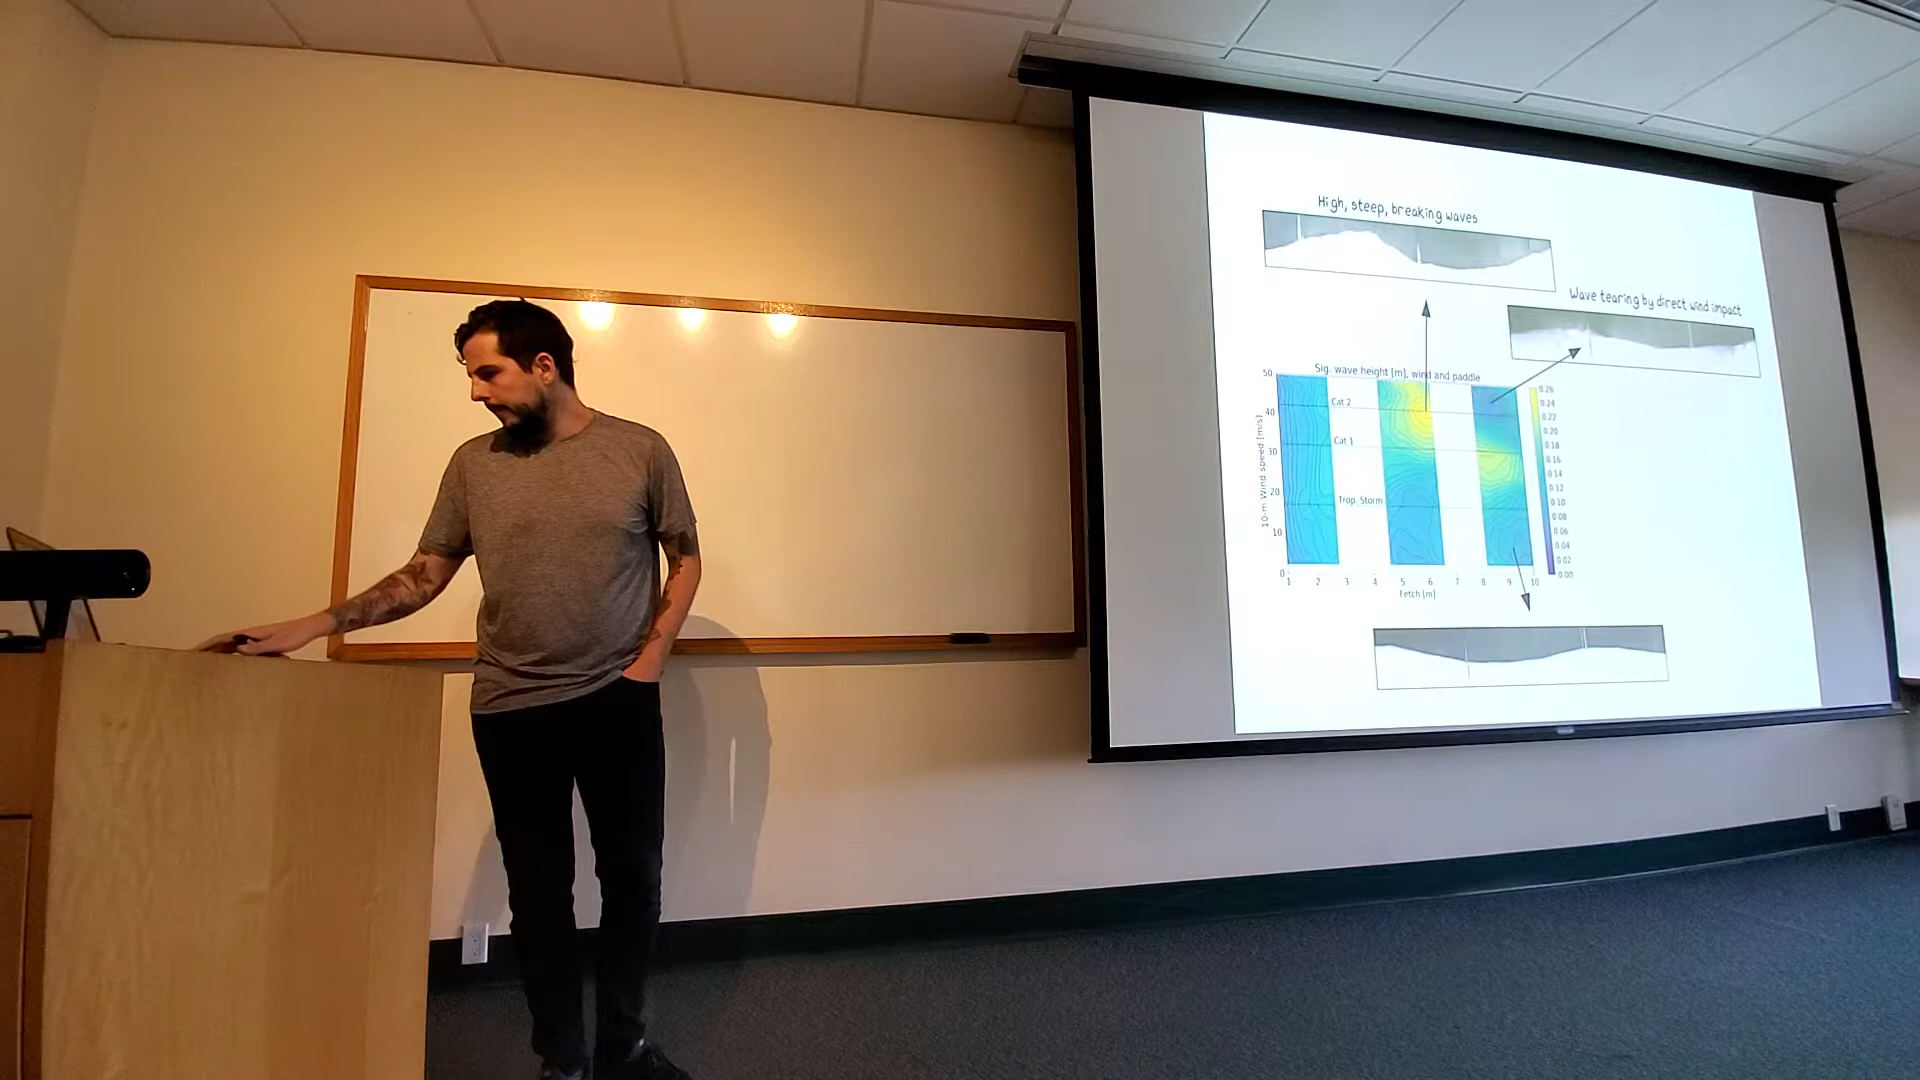 High, steep, breaking waves
Wave tearing by direct wind impact
Sig. wave height [m], wind and paddle
50
40
30
20
10
0
10-m Wind speed [m/s]
Cat 2
Cat 1
Trop. Storm
1 2 3 4 5 6 7 8 9 10
Fetch [m]
0.26
0.24
0.22
0.20
0.18
0.16
0.14
0.12
0.10
0.08
0.06
0.04
0.02
0.00